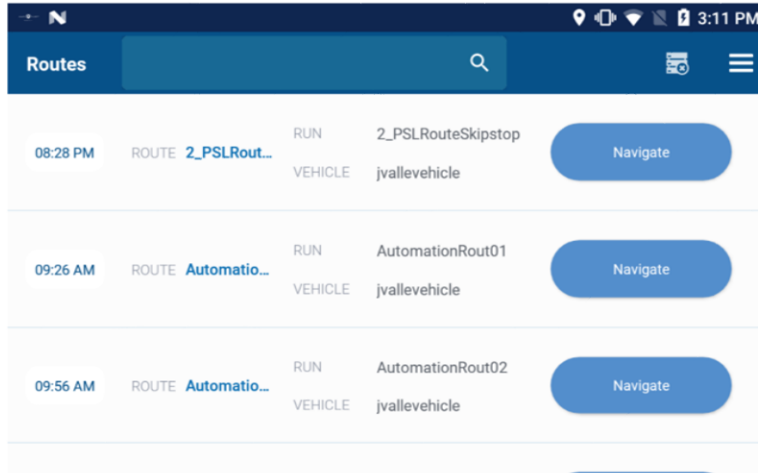 3:11 PM
Routes
RUN 2_PSLRouteSkipstop
08:28 PM ROUTE 2_PSLRout... Navigate
VEHICLE jvallevehicle
RUN AutomationRout01
09:26 AM ROUTE Automatio... Navigate
VEHICLE jvallevehicle
RUN AutomationRout02
09:56 AM ROUTE Automatio... Navigate
VEHICLE jvallevehicle